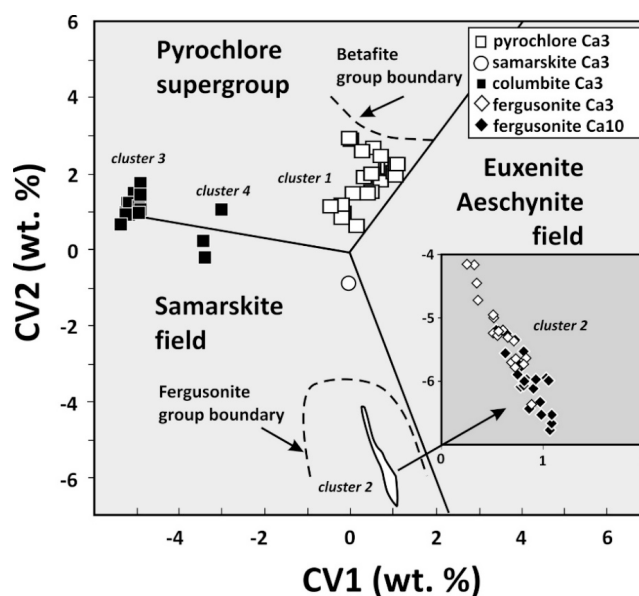 6
4
2
0
-2
-4
-6
CV2 (wt. %)
Pyrochlore
supergroup
Betafite
group boundary
pyrochlore Ca3
samarskite Ca3
columbite Ca3
fergusonite Ca3
fergusonite Ca10
cluster 3
cluster 4
cluster 1
Euxenite
Aeschynite
field
Samarskite
field
Fergusonite
group boundary
cluster 2
-4
-5
-6
cluster 2
0
1
-4
-2
0
2
4
6
CV1 (wt. %)